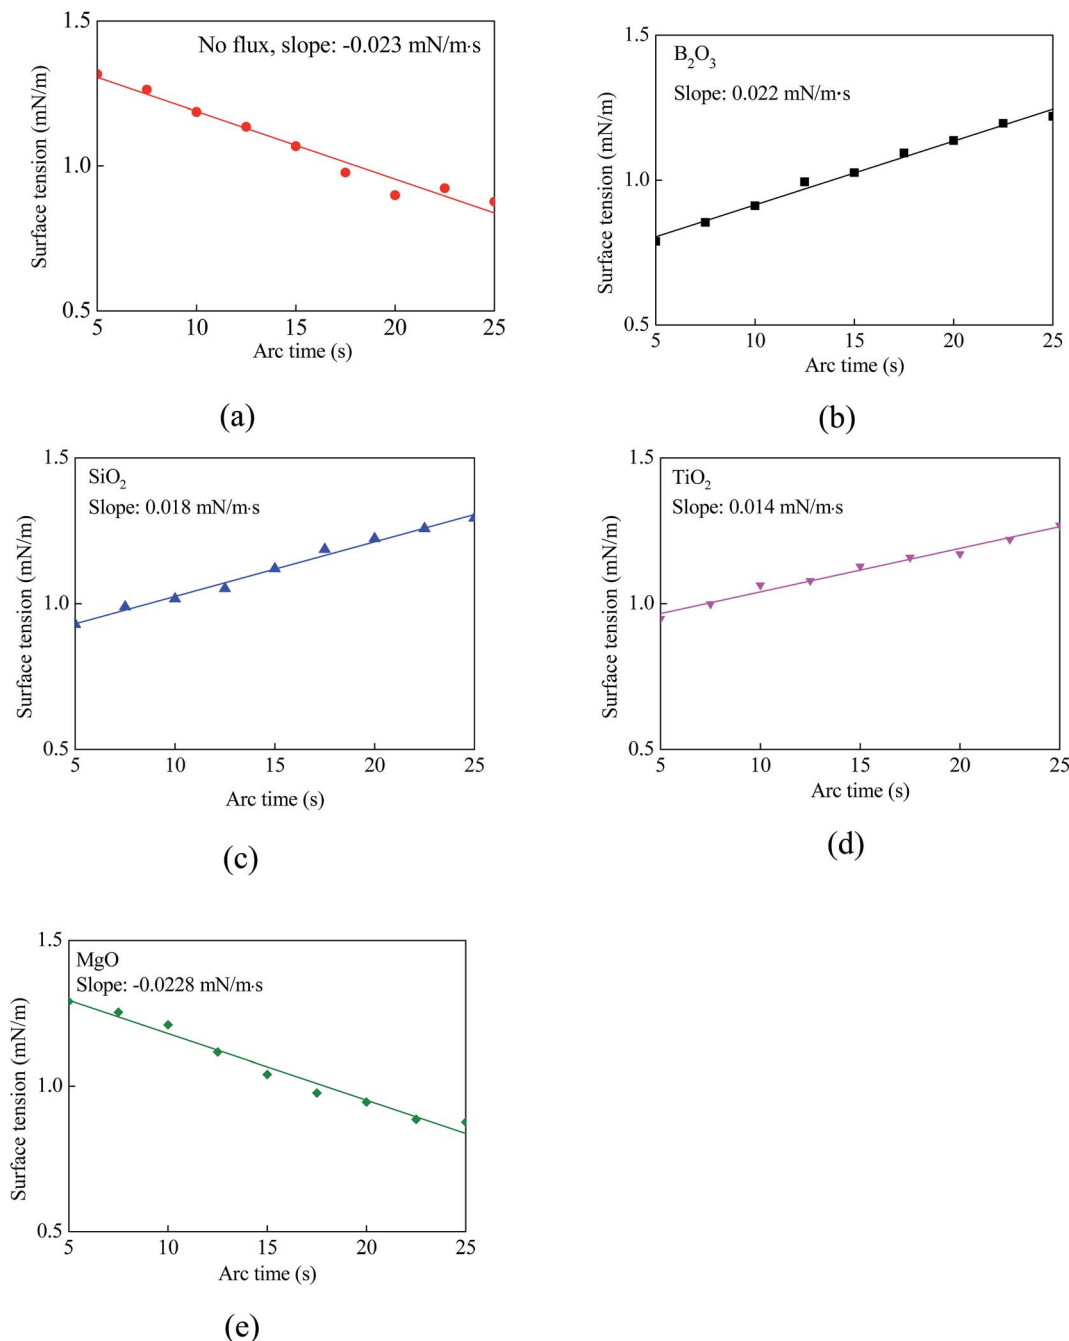 1.5
No flux, slope: -0.023 mN/m·s
Surface tension (mN/m)
1.0
0.5
5 10 15 20 25
Arc time (s)
(a)
1.5
B₂O₃
Slope: 0.022 mN/m·s
Surface tension (mN/m)
1.0
0.5
5 10 15 20 25
Arc time (s)
(b)
1.5
SiO₂
Slope: 0.018 mN/m·s
Surface tension (mN/m)
1.0
0.5
5 10 15 20 25
Arc time (s)
(c)
1.5
TiO₂
Slope: 0.014 mN/m·s
Surface tension (mN/m)
1.0
0.5
5 10 15 20 25
Arc time (s)
(d)
1.5
MgO
Slope: -0.0228 mN/m·s
Surface tension (mN/m)
1.0
0.5
5 10 15 20 25
Arc time (s)
(e)